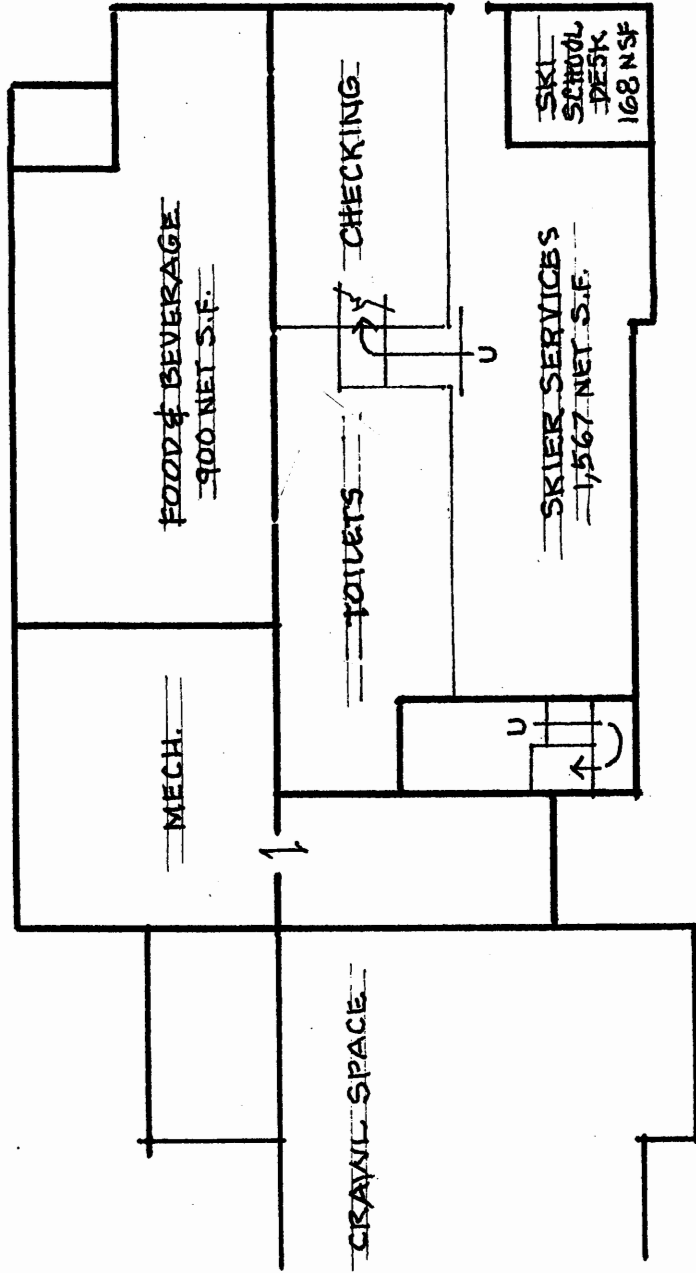 FOOD & BEVERAGE
900 NET S.F.
MECH.
CHECKING
TOILETS
U
SKI
SCHOOL
DESK
168 NSF
SKIER SERVICES
1,567 NET S.F.
U
CRAWL SPACE